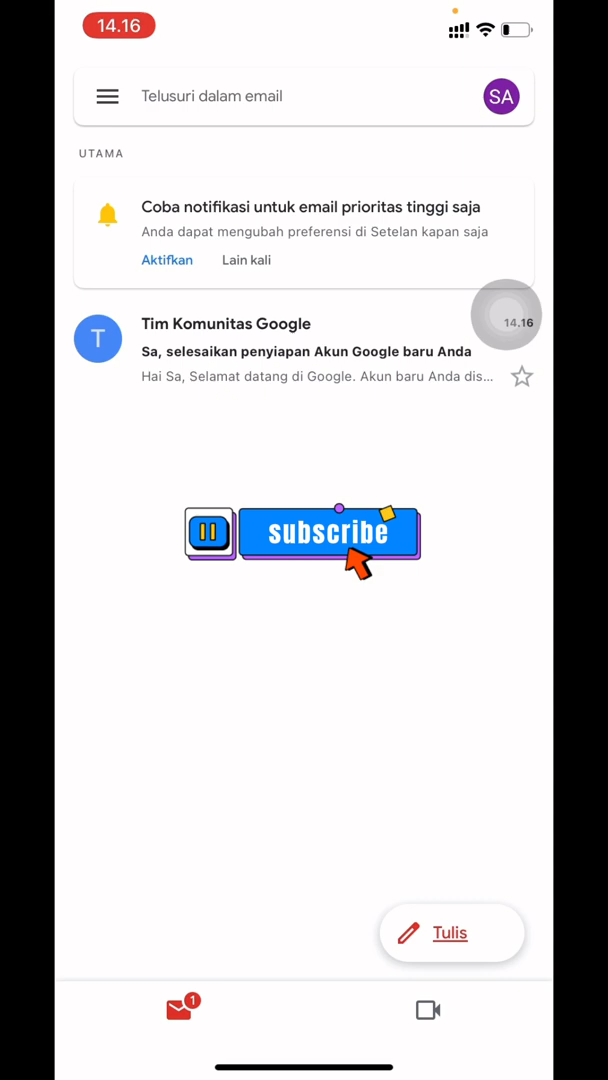 14.16
Telusuri dalam email
SA
UTAMA
Coba notifikasi untuk email prioritas tinggi saja
Anda dapat mengubah preferensi di Setelan kapan saja
Aktifkan Lain kali
T
Tim Komunitas Google
14.16
Sa, selesaikan penyiapan Akun Google baru Anda
Hai Sa, Selamat datang di Google. Akun baru Anda dis...
subscribe
Tulis
1